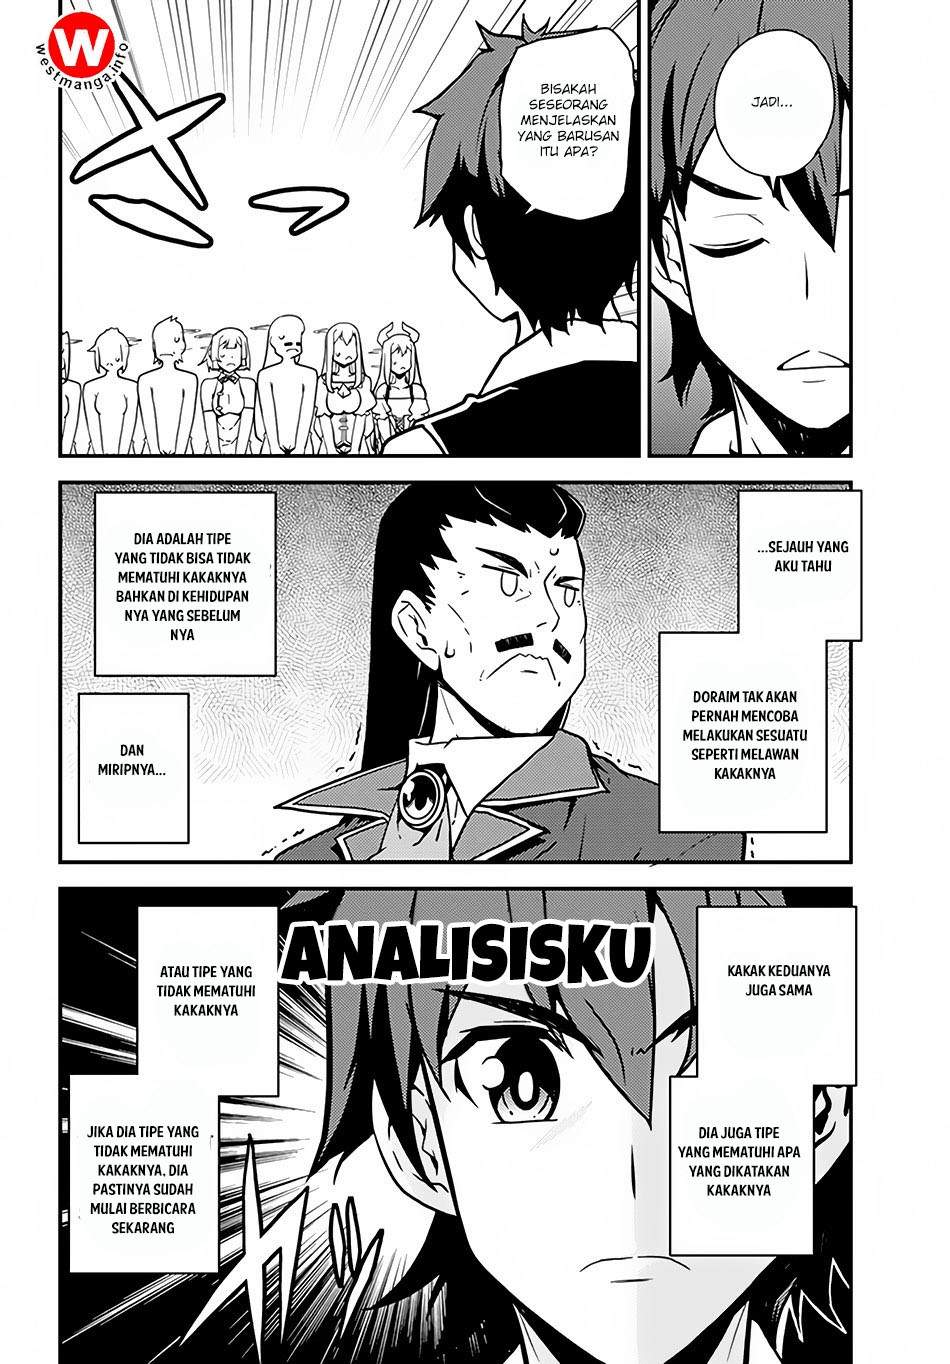 W
westmanga.info
JADI...
BISAKAH
SESEORANG
MENJELASKAN
YANG BARUSAN
ITU APA?
...SEJAUH YANG
AKU TAHU
DORAIM TAK AKAN
PERNAH MENCOBA
MELAKUKAN SESUATU
SEPERTI MELAWAN
KAKAKNYA
DIA ADALAH TIPE
YANG TIDAK BISA TIDAK
MEMATUHI KAKAKNYA
BAHKAN DI KEHIDUPAN
NYA YANG SEBELUM
NYA
DAN
MIRIPNYA...
KAKAK KEDUANYA
JUGA SAMA
DIA JUGA TIPE
YANG MEMATUHI APA
YANG DIKATAKAN
KAKAKNYA
ANALISISKU
ATAU TIPE YANG
TIDAK MEMATUHI
KAKAKNYA
JIKA DIA TIPE YANG
TIDAK MEMATUHI
KAKAKNYA, DIA
PASTINYA SUDAH
MULAI BERBICARA
SEKARANG